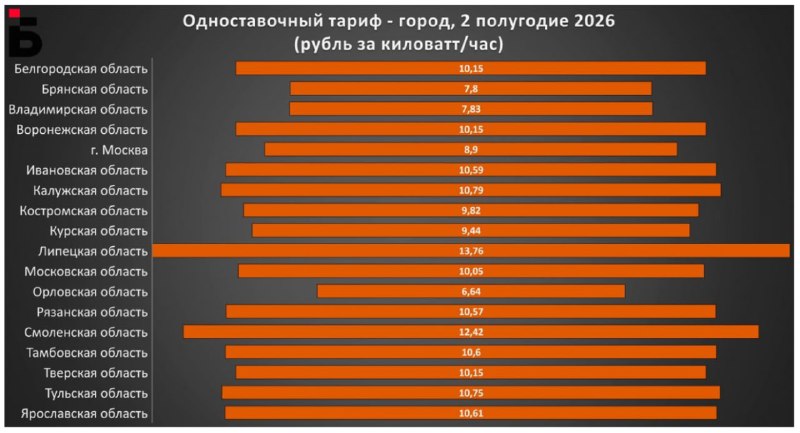 Б
Одноставочный тариф - город, 2 полугодие 2026
(рубль за киловатт/час)
Белгородская область 10,15
Брянская область 7,8
Владимирская область 7,83
Воронежская область 10,15
г. Москва 8,9
Ивановская область 10,59
Калужская область 10,79
Костромская область 9,82
Курская область 9,44
Липецкая область 13,76
Московская область 10,05
Орловская область 6,64
Рязанская область 10,57
Смоленская область 12,42
Тамбовская область 10,6
Тверская область 10,15
Тульская область 10,75
Ярославская область 10,61